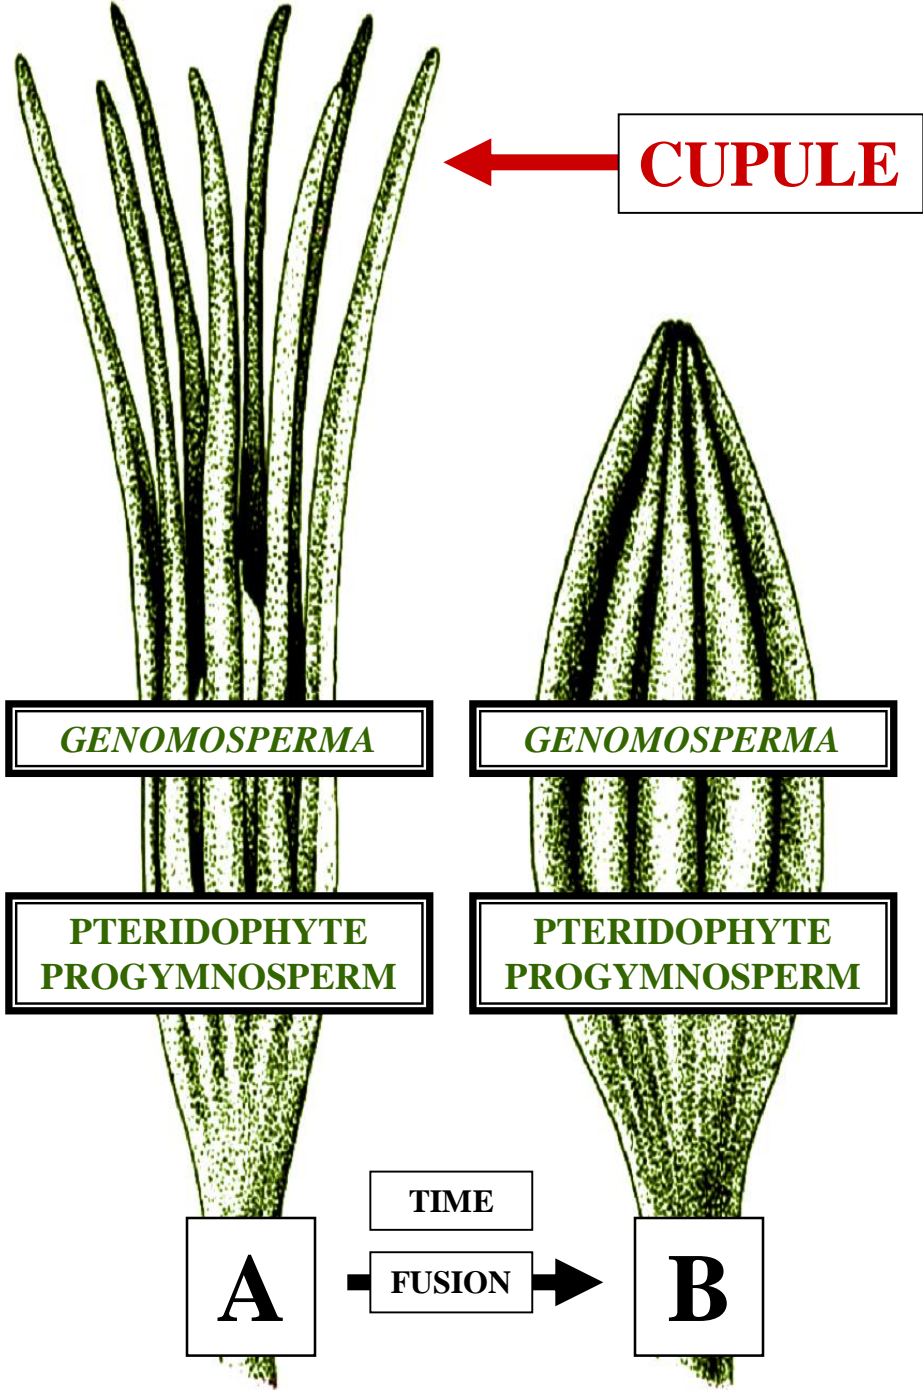 CUPULE
GENOMOSPERMA
GENOMOSPERMA
PTERIDOPHYTE
PROGYMNOSPERM
PTERIDOPHYTE
PROGYMNOSPERM
TIME
FUSION
A
B